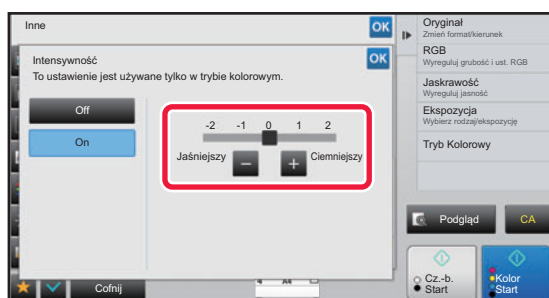 Inne
OK
Intensywność
OK
To ustawienie jest używane tylko w trybie kolorowym.
Off
On
-2 -1 0 1 2
Jaśniejszy
Ciemniejszy
Oryginał
Zmień format/kierunek
RGB
Wyreguluj grubość i ust. RGB
Jaskrawość
Wyreguluj jasność
Ekspozycja
Wybierz rodzaj/ekspozycję
Tryb Kolorowy
Podgląd
CA
Cz.-b.
Start
Kolor
Start
Cofnij
A4